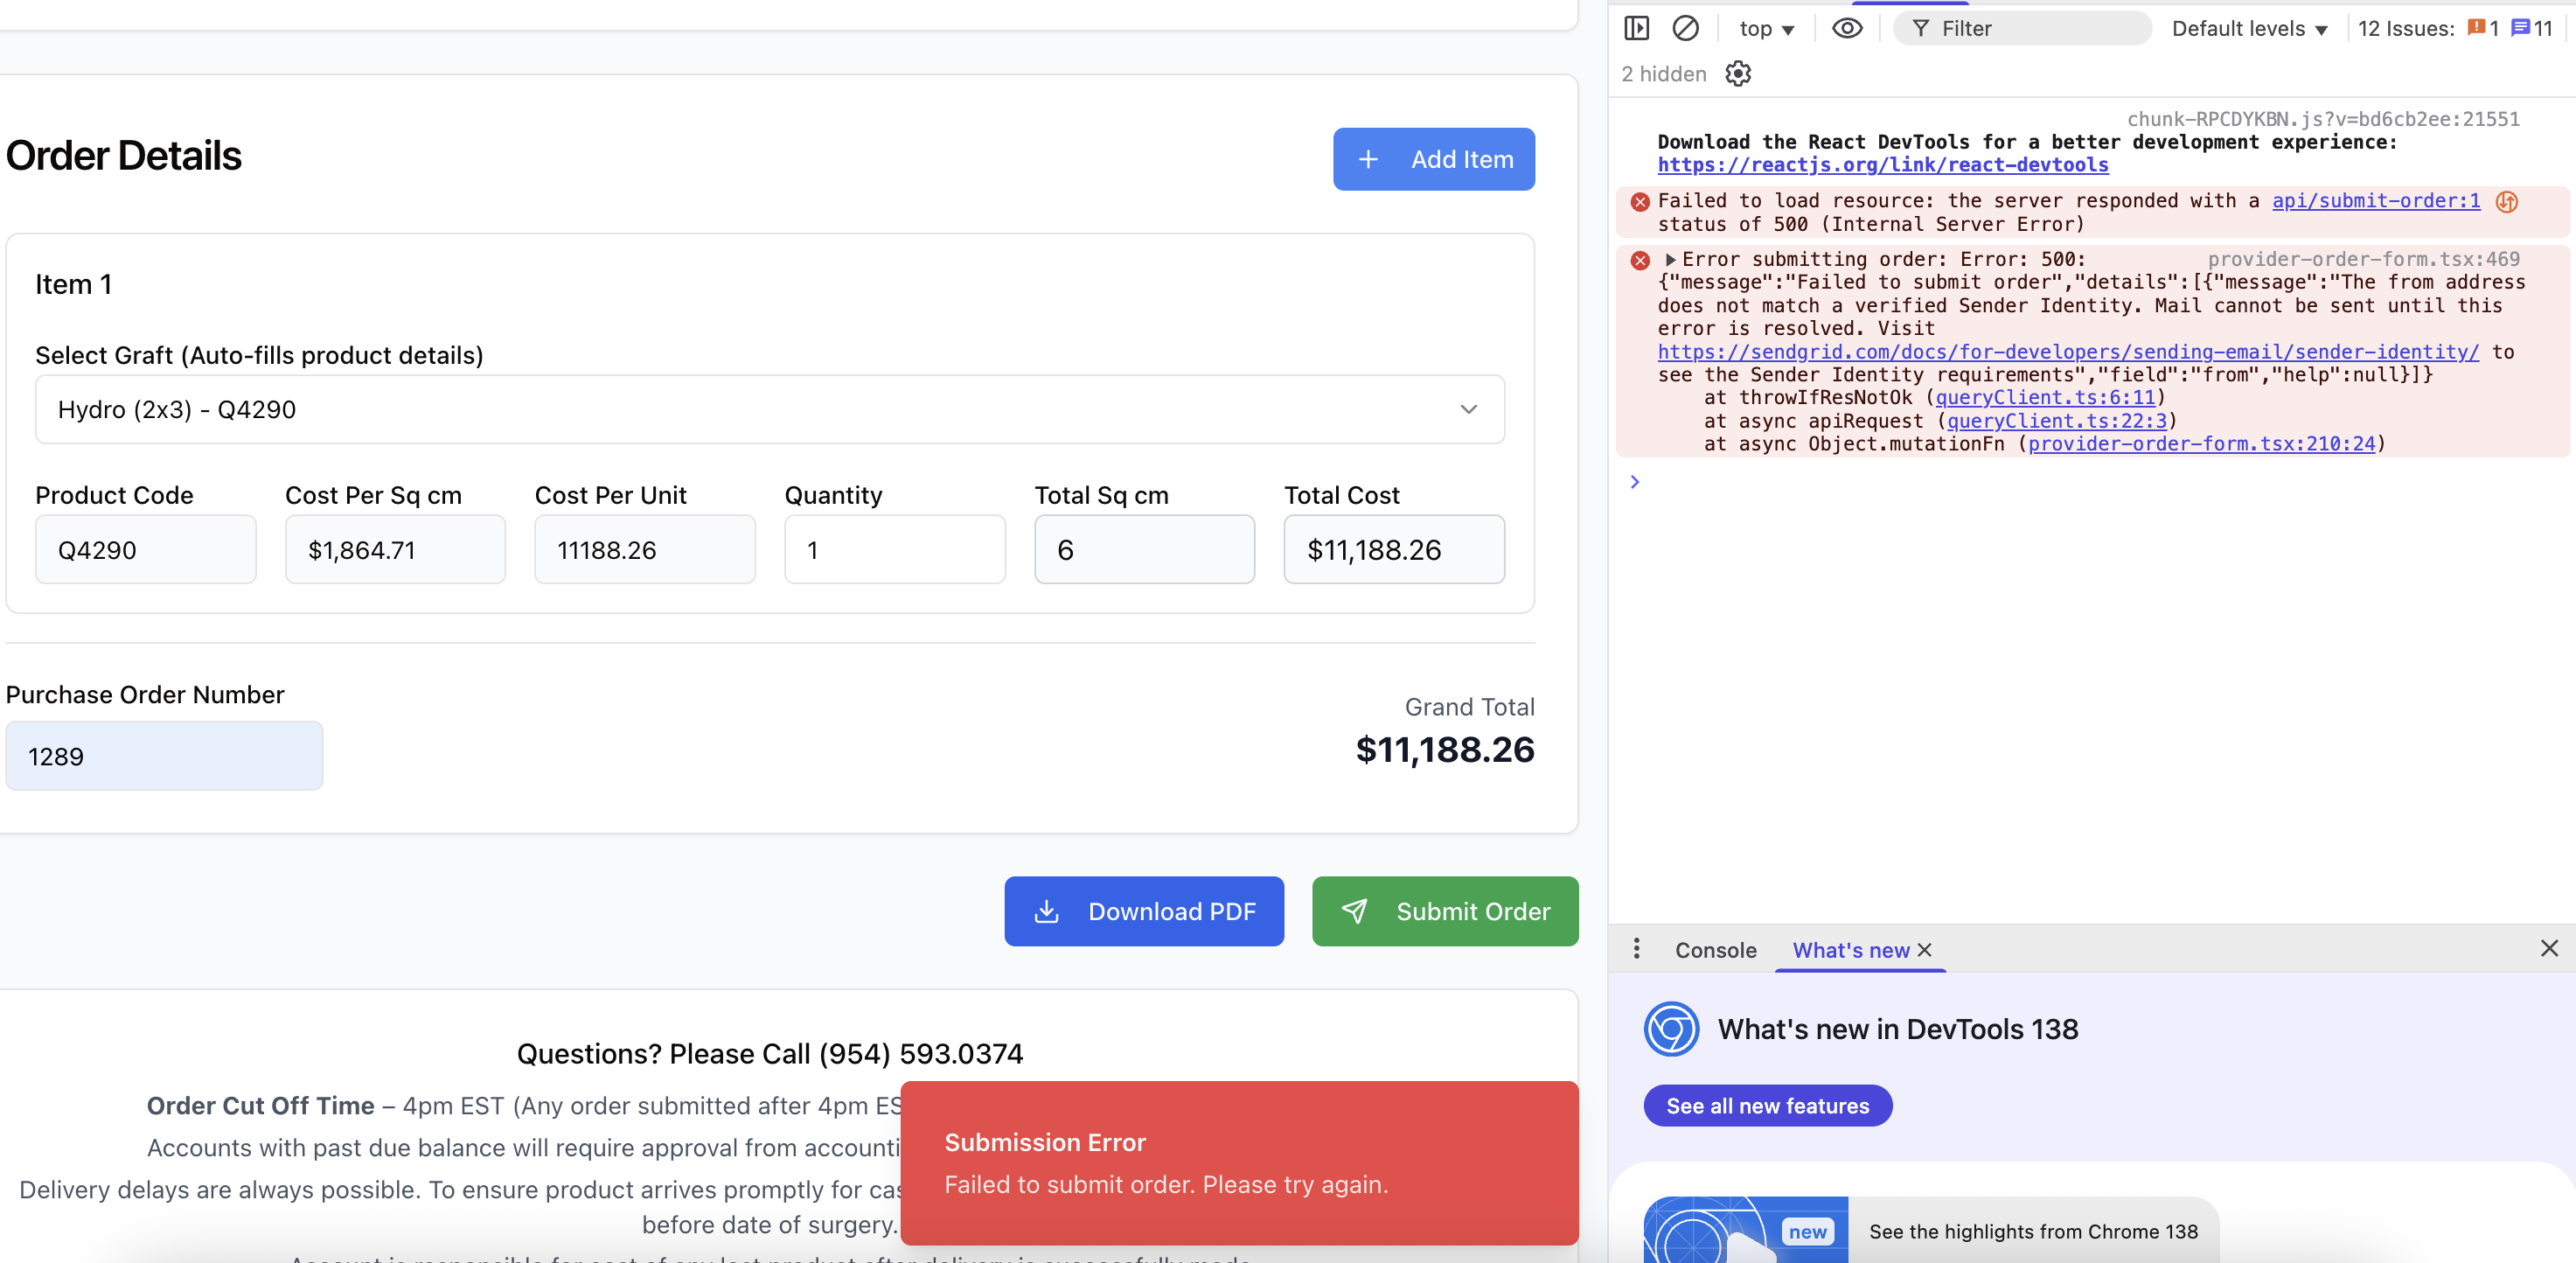 Order Details
Add Item
Item 1
Select Graft (Auto-fills product details)
Hydro (2x3) - Q4290
Product Code Cost Per Sq cm Cost Per Unit Quantity Total Sq cm Total Cost
Q4290 $1,864.71 11188.26 1 6 $11,188.26
Purchase Order Number
1289
Grand Total
$11,188.26
Download PDF Submit Order
Questions? Please Call (954) 593.0374
Order Cut Off Time – 4pm EST (Any order submitted after 4pm
Accounts with past due balance will require approval from
Delivery delays are always possible. To ensure product arrives promptly for
before date of surgery.
Submission Error
Failed to submit order. Please try again.
top Filter Default levels 12 Issues: 1 11
2 hidden
chunk-RPCDYKBN.js?v=bd6cb2ee:21551
Download the React DevTools for a better development experience:
https://reactjs.org/link/react-devtools
Failed to load resource: the server responded with a api/submit-order:1
status of 500 (Internal Server Error)
Error submitting order: Error: 500: provider-order-form.tsx:469
{"message":"Failed to submit order","details":[{"message":"The from address
does not match a verified Sender Identity. Mail cannot be sent until this
error is resolved. Visit
https://sendgrid.com/docs/for-developers/sending-email/sender-identity/ to
see the Sender Identity requirements","field":"from","help":null}]}
at throwIfResNotOk (queryClient.ts:6:11)
at async apiRequest (queryClient.ts:22:3)
at async Object.mutationFn (provider-order-form.tsx:210:24)
Console What's new
What's new in DevTools 138
See all new features
new
See the highlights from Chrome 138